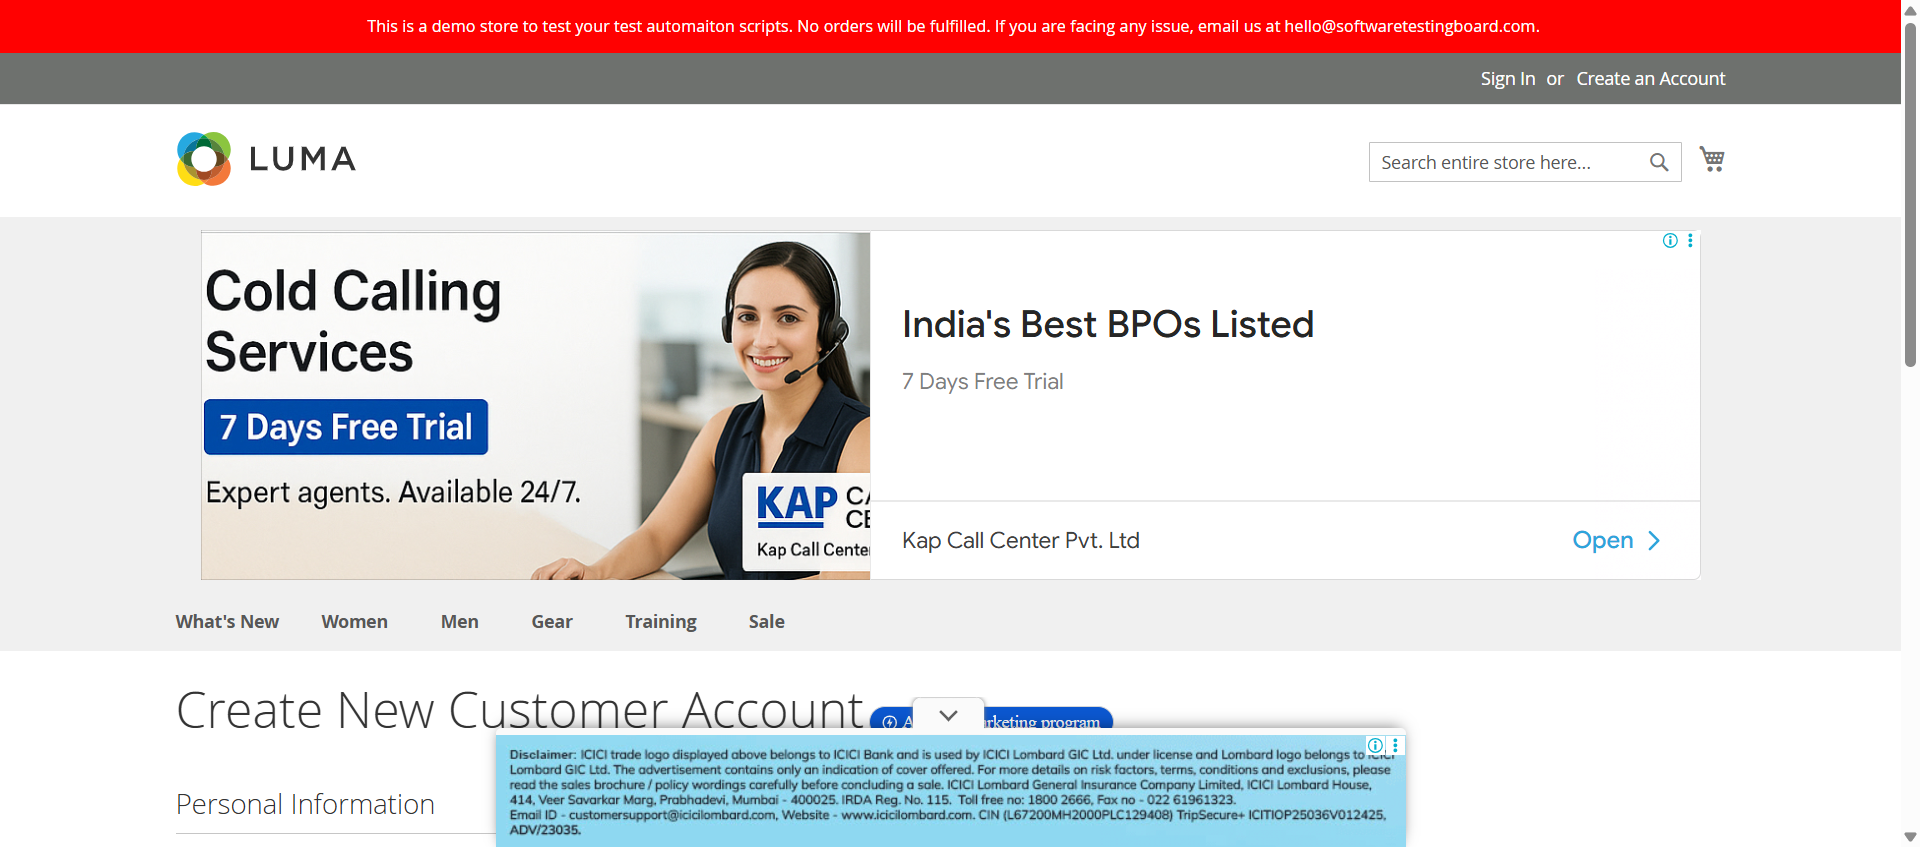 This is a demo store to test your test automaiton scripts. No orders will be fulfilled. If you are facing any issue, email us at hello@softwaretestingboard.com.
Sign In or Create an Account
LUMA
Search entire store here...
Cold Calling
Services
7 Days Free Trial
Expert agents. Available 24/7.
KAP
Kap Call Center
India's Best BPOs Listed
7 Days Free Trial
Kap Call Center Pvt. Ltd
Open
What's New Women Men Gear Training Sale
Create New Customer Account
program
Personal Information
Disclaimer: ICICI trade logo displayed above belongs to ICICI Bank and is used by ICICI Lombard GIC Ltd. under license and Lombard logo belongs to ICICI
Lombard GIC Ltd. The advertisement contains only an indication of cover offered. For more details on risk factors, terms, conditions and exclusions, please
read the sales brochure / policy wordings carefully before concluding a sale. ICICI Lombard General Insurance Company Limited, ICICI Lombard House,
414, Veer Savarkar Marg, Prabhadevi, Mumbai - 400025. IRDA Reg. No. 115. Toll free no: 1800 2666, Fax no - 022 61961323.
Email ID - customersupport@icicilombard.com, Website - www.icicilombard.com. CIN (L67200MH2000PLC129408) TripSecure+ ICITIOP25036V012425,
ADV/23035.